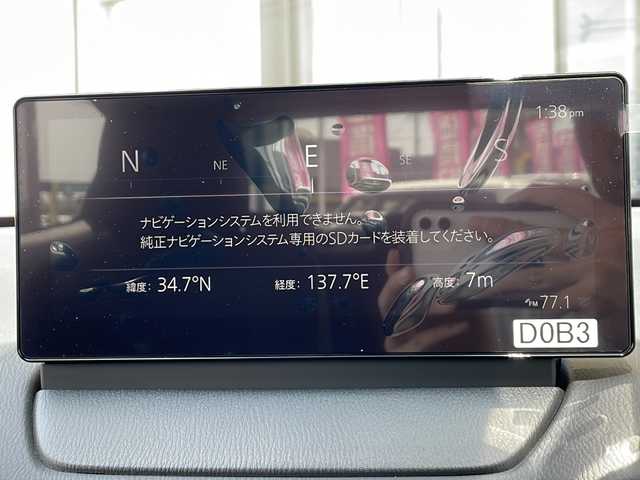 1:38pm
N NE E SE S
ナビゲーションシステムを利用できません。
純正ナビゲーションシステム専用のSDカードを装着してください。
緯度: 34.7°N 経度: 137.7°E 高度: 7m
FM 77.1
D0B3